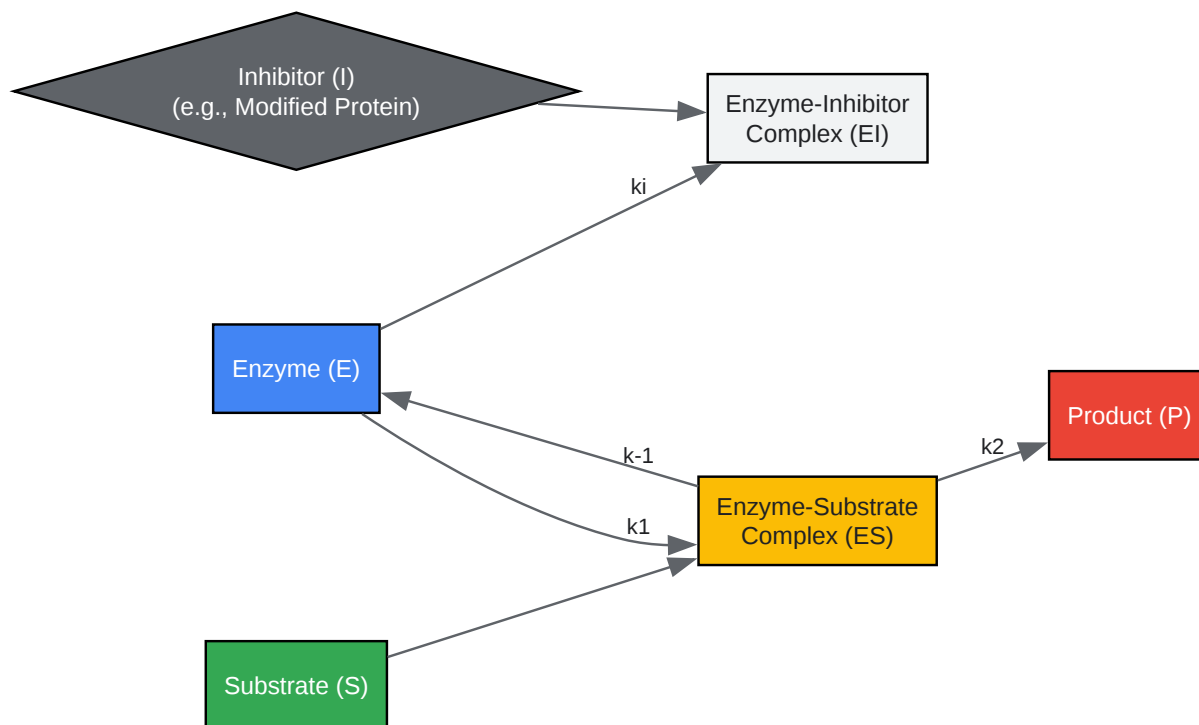 Inhibitor (I)
(e.g., Modified Protein)
Enzyme-Inhibitor
Complex (EI)
ki
Enzyme (E)
Product (P)
k-1
k2
Enzyme-Substrate
Complex (ES)
k1
Substrate (S)